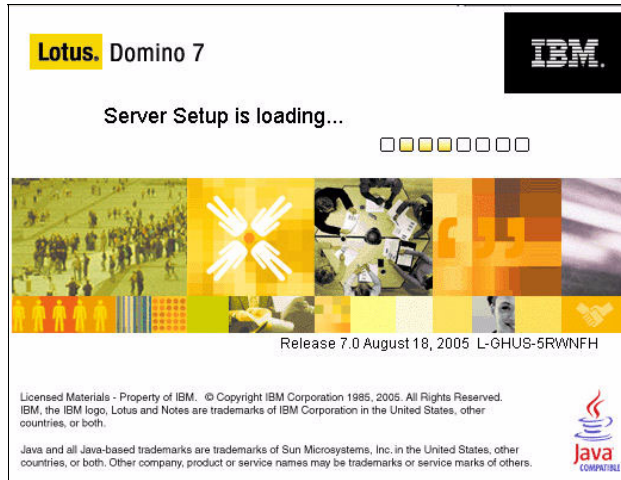 Lotus. Domino 7
IBM.
Server Setup is loading...
Release 7.0 August 18, 2005 L-GHUS-5RWNFH
Licensed Materials - Property of IBM. © Copyright IBM Corporation 1985, 2005. All Rights Reserved.
IBM, the IBM logo, Lotus and Notes are trademarks of IBM Corporation in the United States, other
countries, or both.
Java and all Java-based trademarks are trademarks of Sun Microsystems, Inc. in the United States, other
countries, or both. Other company, product or service names may be trademarks or service marks of others.
Java
COMPATIBLE